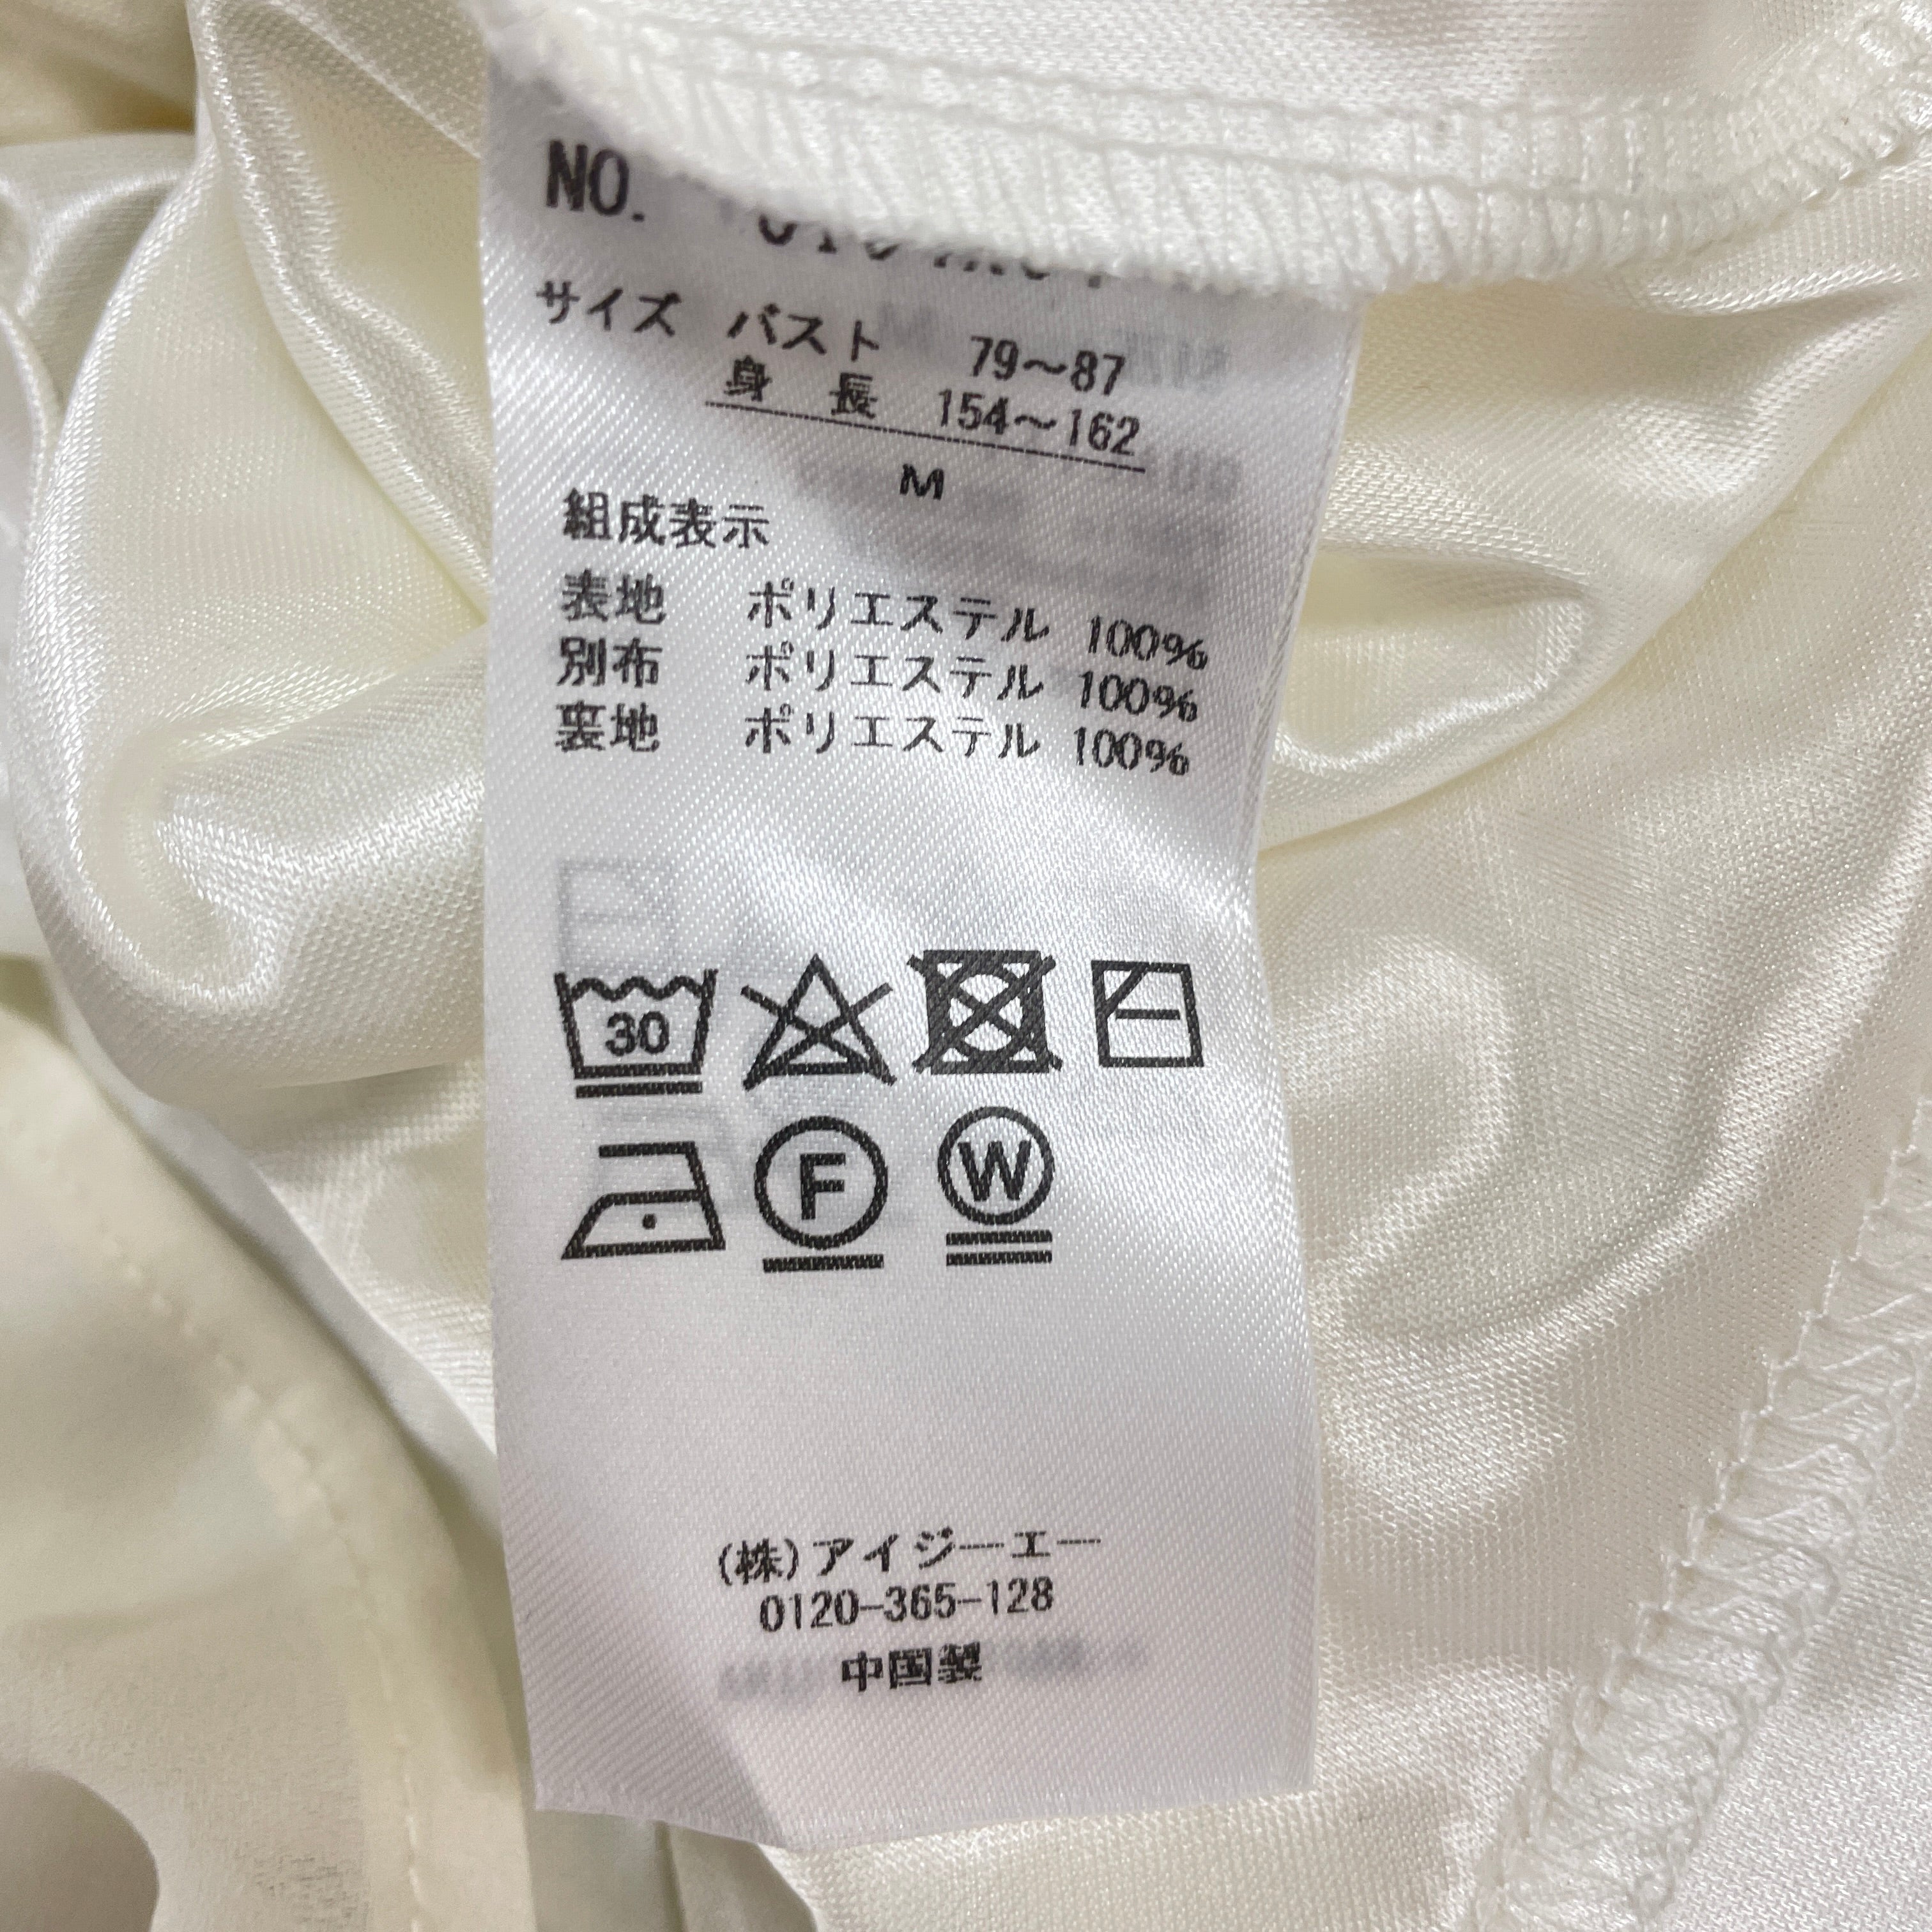 NO.
サイズ バスト 79～87
身 長 154～162
M
組成表示
表地 ポリエステル 100%
別布 ポリエステル 100%
裏地 ポリエステル 100%
30
F
W
(株)アイジーエー
0120-365-128
中国製